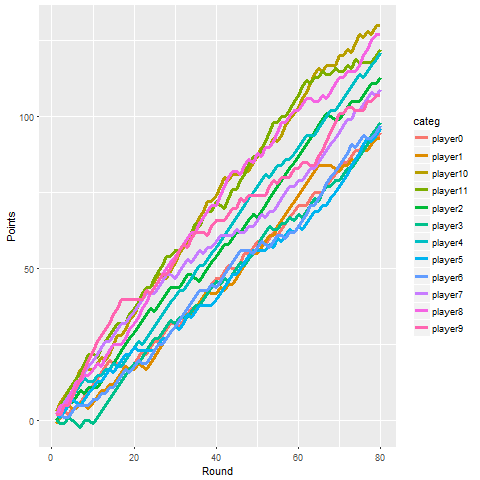 100
50
0
Points
0
20
40
60
80
Round
categ
player0
player1
player10
player11
player2
player3
player4
player5
player6
player7
player8
player9